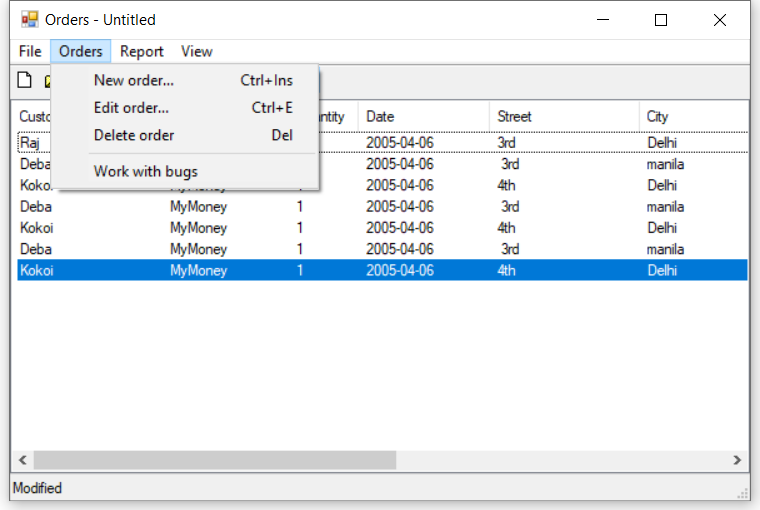 Orders - Untitled
File Orders Report View
New order... Ctrl+Ins
Edit order... Ctrl+E
Delete order Del
Work with bugs
Date Street City
Raj 2005-04-06 3rd Delhi
Deba 2005-04-06 3rd manila
Kokoi MyMoney 1 2005-04-06 4th Delhi
Deba MyMoney 1 2005-04-06 3rd manila
Kokoi MyMoney 1 2005-04-06 4th Delhi
Deba MyMoney 1 2005-04-06 3rd manila
Kokoi MyMoney 1 2005-04-06 4th Delhi
Modified